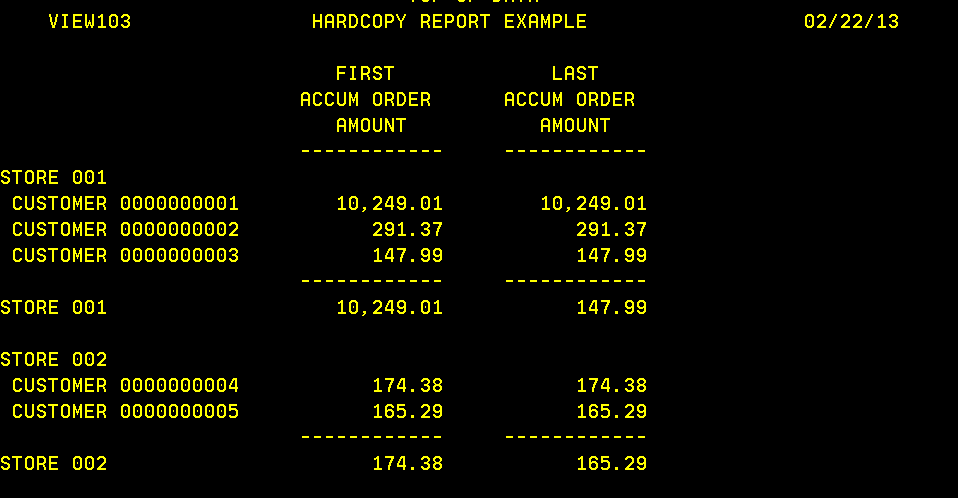 VIEW103 HARDCOPY REPORT EXAMPLE 02/22/13
FIRST LAST
ACCUM ORDER ACCUM ORDER
AMOUNT AMOUNT
------------ ------------
STORE 001
CUSTOMER 0000000001 10,249.01 10,249.01
CUSTOMER 0000000002 291.37 291.37
CUSTOMER 0000000003 147.99 147.99
------------ ------------
STORE 001 10,249.01 147.99
STORE 002
CUSTOMER 0000000004 174.38 174.38
CUSTOMER 0000000005 165.29 165.29
------------ ------------
STORE 002 174.38 165.29